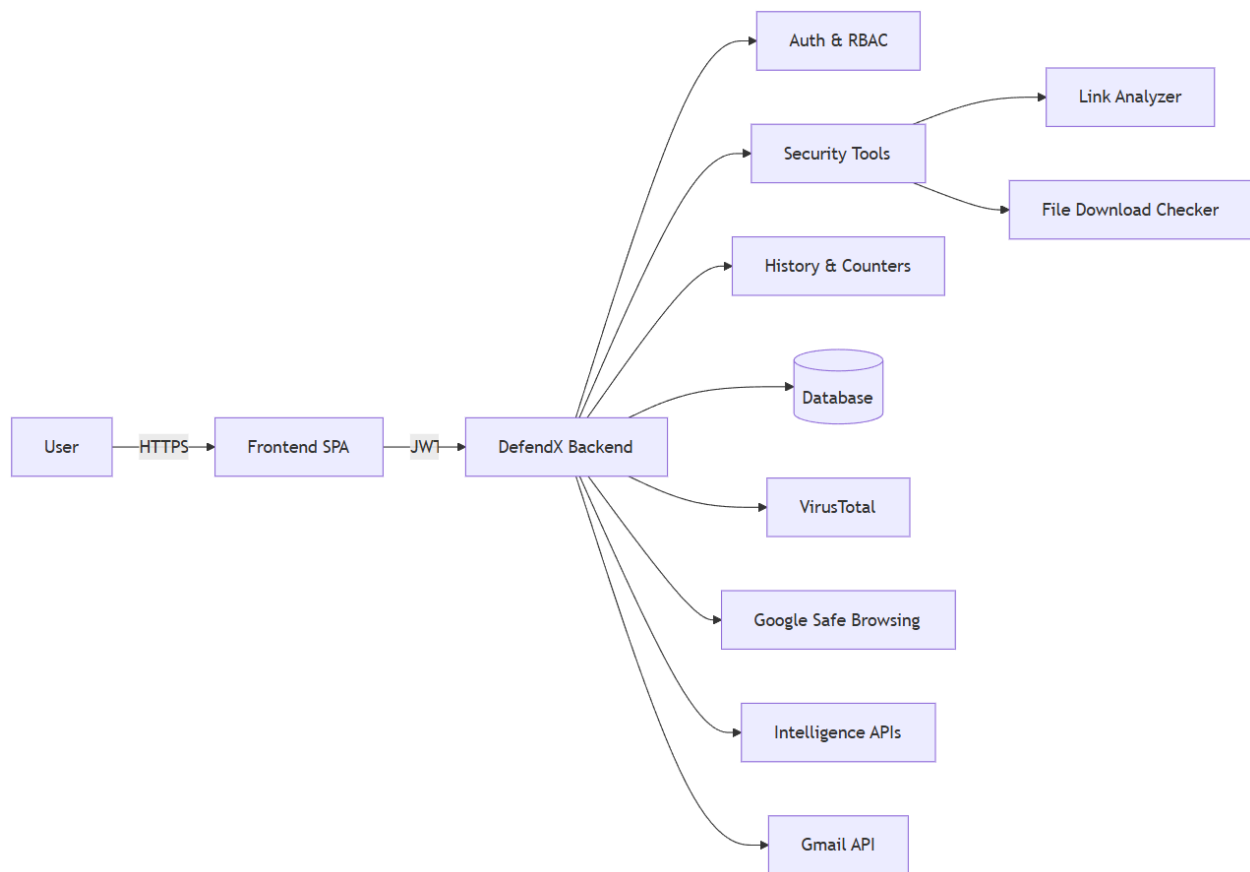 Auth & RBAC
Link Analyzer
Security Tools
File Download Checker
History & Counters
Database
User
HTTPS
Frontend SPA
JWT
DefendX Backend
VirusTotal
Google Safe Browsing
Intelligence APIs
Gmail API